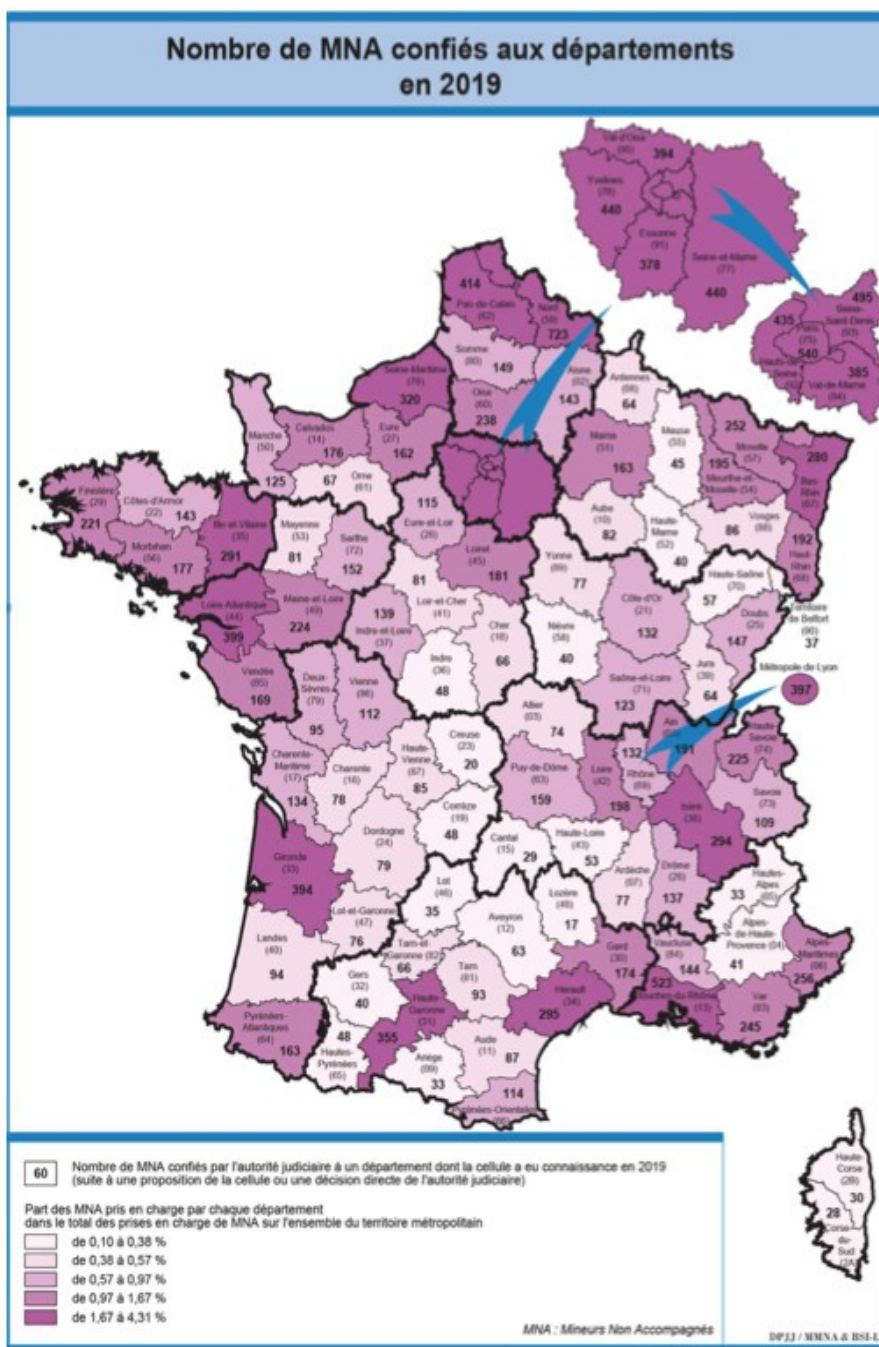 Nombre de MNA confiés aux départements
en 2019
Val-d'Oise
(95)
394
Yvelines
(78)
440
Essonne
(91)
378
Seine-et-Marne
(77)
440
495
Seine-
Saint-Denis
(93)
435
Paris
(75)
540
Hauts-de-
Seine
(92)
385
Val-de-Marne
(94)
414
Pas-de-Calais
(62)
Nord
(59)
723
Somme
(80)
149
Aisne
(02)
143
Ardennes
(08)
64
Seine-Maritime
(76)
320
Oise
(60)
238
Manche
(50)
125
Calvados
(14)
176
Eure
(27)
162
67
Orne
(61)
Marne
(51)
163
Meuse
(55)
45
252
Moselle
(57)
195
Meurthe-et-
Moselle (54)
280
Bas-
Rhin
(67)
Finistère
(29)
221
Côtes-d'Armor
(22)
143
Ille-et-Vilaine
(35)
291
Morbihan
(56)
177
Mayenne
(53)
81
Sarthe
(72)
152
115
Eure-et-Loir
(28)
Loiret
(45)
181
Aube
(10)
82
Haute-
Marne
(52)
40
Vosges
(88)
86
192
Haut-
Rhin
(68)
Loire-Atlantique
(44)
399
Maine-et-Loire
(49)
224
139
Indre-et-Loire
(37)
81
Loir-et-Cher
(41)
Cher
(18)
66
Yonne
(89)
77
Côte-d'Or
(21)
132
Haute-Saône
(70)
57
Territoire
de Belfort
(90)
37
Doubs
(25)
147
Nièvre
(58)
40
Vendée
(85)
169
Deux-
Sèvres
(79)
95
Vienne
(86)
112
Indre
(36)
48
Saône-et-Loire
(71)
123
Jura
(39)
64
Métropole de Lyon
397
Allier
(03)
74
Charente-
Maritime
(17)
134
Charente
(16)
78
Haute-
Vienne
(87)
85
Creuse
(23)
20
Puy-de-Dôme
(63)
159
Loire
(42)
198
132
Rhône
(69)
Ain
191
Haute-
Savoie
(74)
225
Savoie
(73)
109
Corrèze
(19)
48
Isère
(38)
294
Gironde
(33)
394
Dordogne
(24)
79
Cantal
(15)
29
Haute-Loire
(43)
53
Ardèche
(07)
77
Drôme
(26)
137
Hautes-
Alpes
(05)
33
Lot
(46)
35
Lozère
(48)
17
Aveyron
(12)
63
Lot-et-Garonne
(47)
76
Landes
(40)
94
Tarn-et-
Garonne (82)
66
Tarn
(81)
93
Gard
(30)
174
Vaucluse
(84)
144
Alpes-
de-Haute-
Provence (04)
41
Alpes-
Maritimes
(06)
256
Gers
(32)
40
Haute-
Garonne
(31)
355
Hérault
(34)
295
523
Bouches-du-Rhône
(13)
Var
(83)
245
Pyrénées-
Atlantiques
(64)
163
48
Hautes-
Pyrénées
(65)
Ariège
(09)
33
Aude
(11)
87
114
Pyrénées-Orientales
(66)
Haute-
Corse
(2B)
30
28
Corse-
du-
Sud
(2A)
60
Nombre de MNA confiés par l'autorité judiciaire à un département dont la cellule a eu connaissance en 2019
(suite à une proposition de la cellule ou une décision directe de l'autorité judiciaire)
Part des MNA pris en charge par chaque département
dans le total des prises en charge de MNA sur l'ensemble du territoire métropolitain
de 0,10 à 0,38 %
de 0,38 à 0,57 %
de 0,57 à 0,97 %
de 0,97 à 1,67 %
de 1,67 à 4,31 %
MNA : Mineurs Non Accompagnés
DPJJ / MMNA & BSI-L